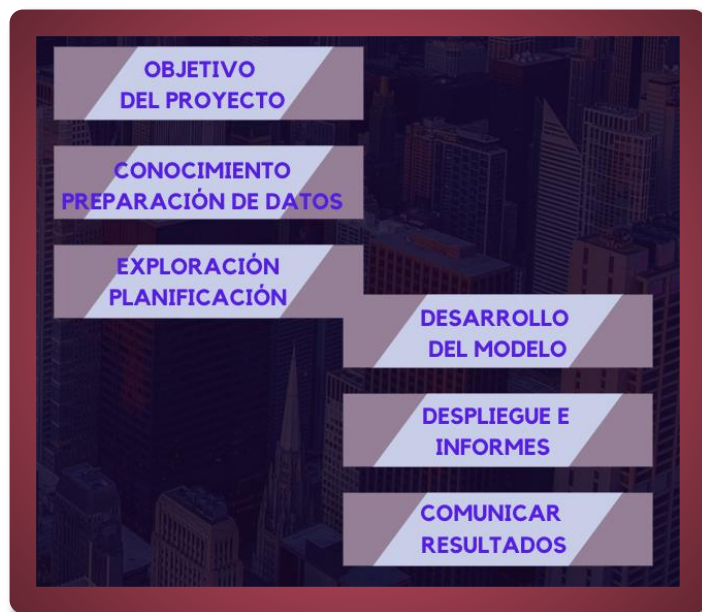 OBJETIVO
DEL PROYECTO
CONOCIMIENTO
PREPARACIÓN DE DATOS
EXPLORACIÓN
PLANIFICACIÓN
DESARROLLO
DEL MODELO
DESPLIEGUE E
INFORMES
COMUNICAR
RESULTADOS